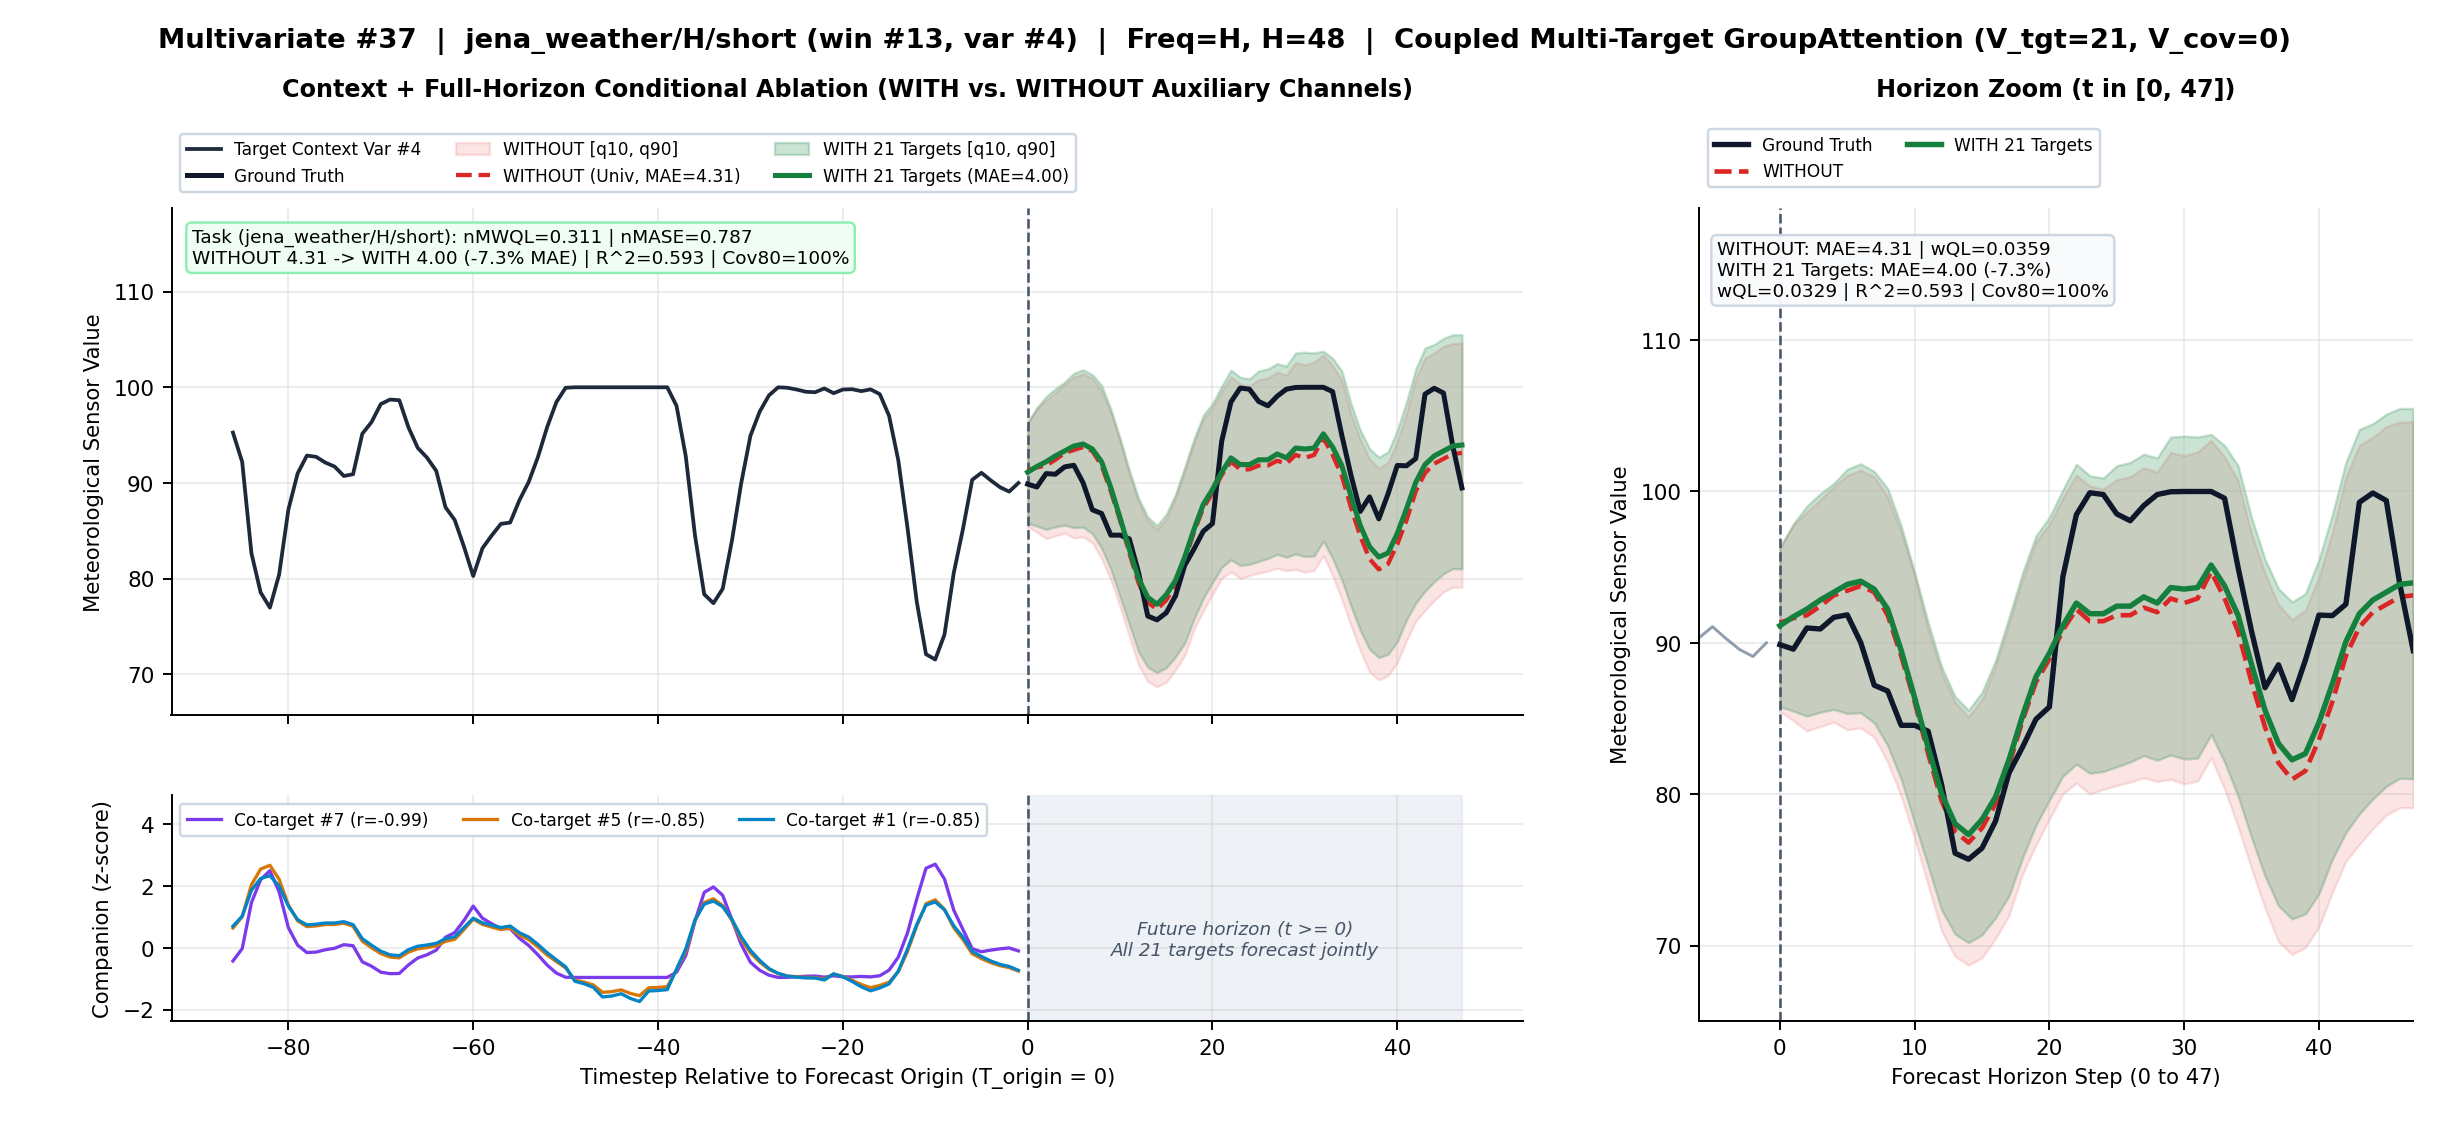 Multivariate #37 | jena_weather/H/short (win #13, var #4) | Freq=H, H=48 | Coupled Multi-Target GroupAttention (V_tgt=21, V_cov=0)
Context + Full-Horizon Conditional Ablation (WITH vs. WITHOUT Auxiliary Channels)
Target Context Var #4
Ground Truth
WITHOUT [q10, q90]
WITHOUT (Univ, MAE=4.31)
WITH 21 Targets [q10, q90]
WITH 21 Targets (MAE=4.00)
Task (jena_weather/H/short): nMWQL=0.311 | nMASE=0.787
WITHOUT 4.31 -> WITH 4.00 (-7.3% MAE) | R^2=0.593 | Cov80=100%
Meteorological Sensor Value
110
100
90
80
70
Co-target #7 (r=-0.99)
Co-target #5 (r=-0.85)
Co-target #1 (r=-0.85)
Future horizon (t >= 0)
All 21 targets forecast jointly
Companion (z-score)
4
2
0
−2
−80
−60
−40
−20
0
20
40
Timestep Relative to Forecast Origin (T_origin = 0)
Horizon Zoom (t in [0, 47])
Ground Truth
WITHOUT
WITH 21 Targets
WITHOUT: MAE=4.31 | wQL=0.0359
WITH 21 Targets: MAE=4.00 (-7.3%)
wQL=0.0329 | R^2=0.593 | Cov80=100%
Meteorological Sensor Value
110
100
90
80
70
0
10
20
30
40
Forecast Horizon Step (0 to 47)